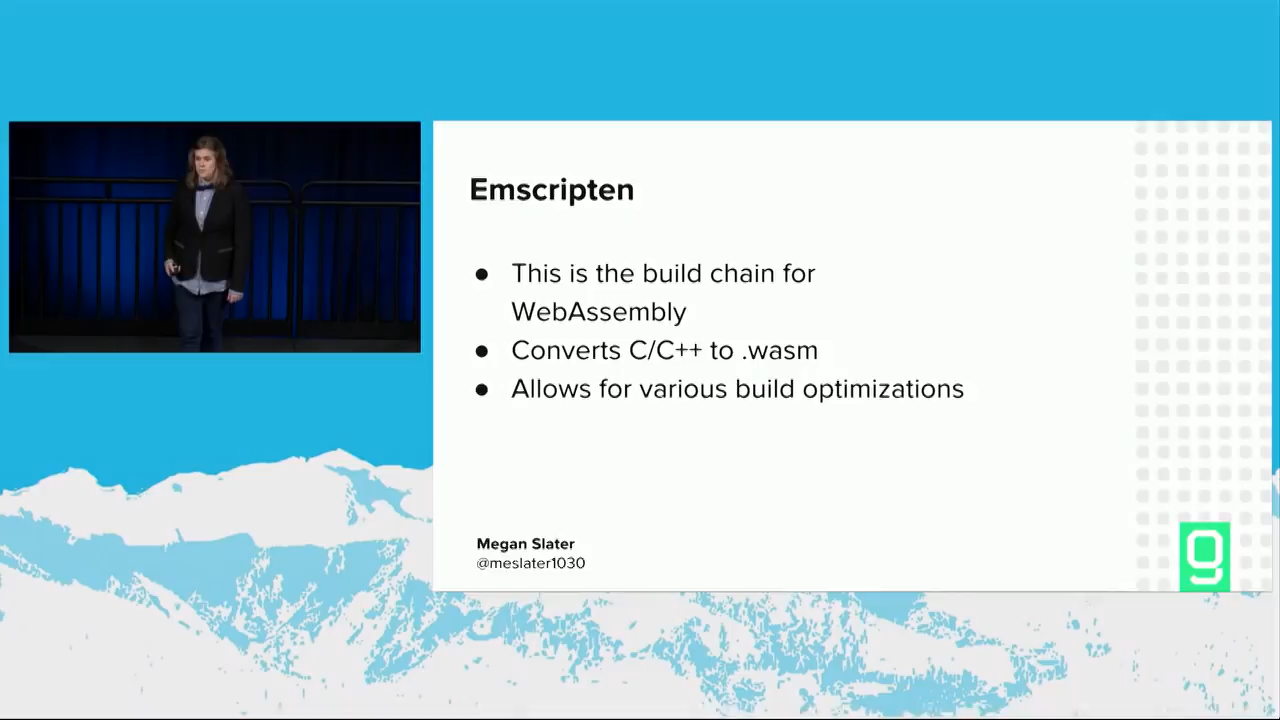 Emscripten
● This is the build chain for
WebAssembly
● Converts C/C++ to .wasm
● Allows for various build optimizations
Megan Slater
@meslater1030
g